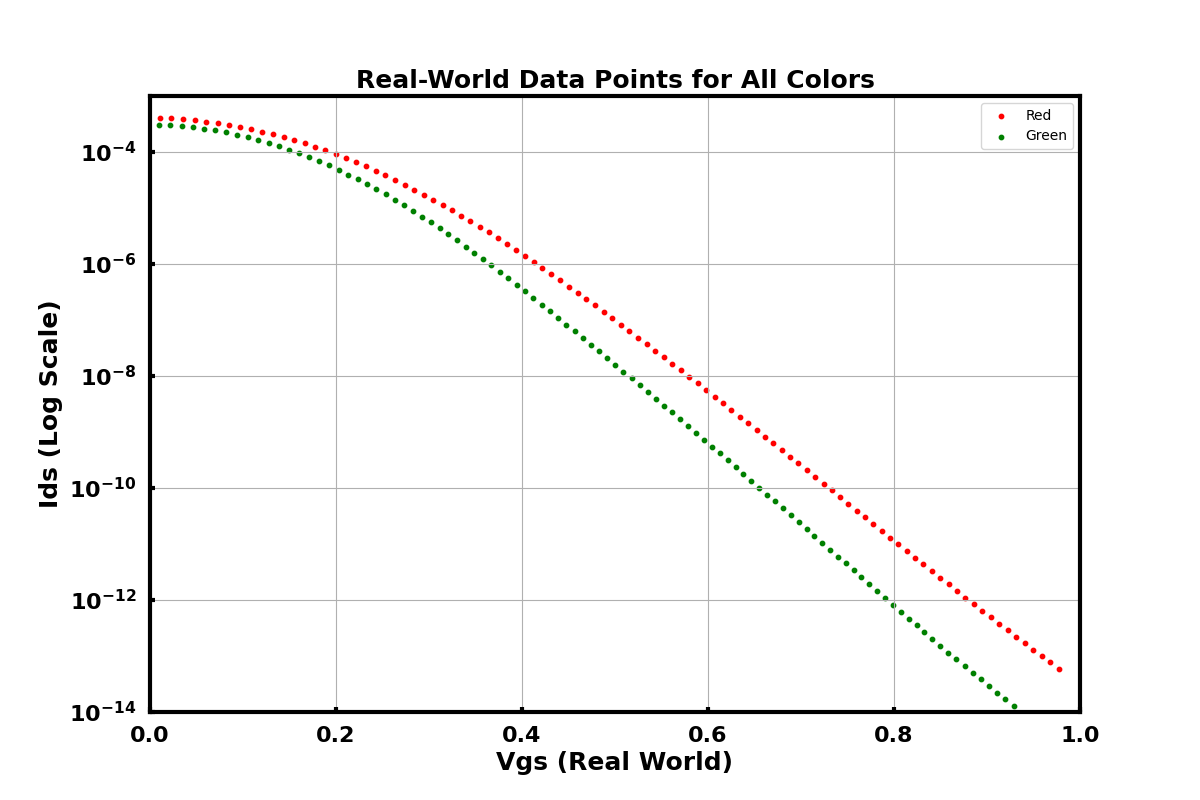 Real-World Data Points for All Colors
Red
Green
10⁻⁴
10⁻⁶
10⁻⁸
10⁻¹⁰
10⁻¹²
10⁻¹⁴
Ids (Log Scale)
0.0 0.2 0.4 0.6 0.8 1.0
Vgs (Real World)